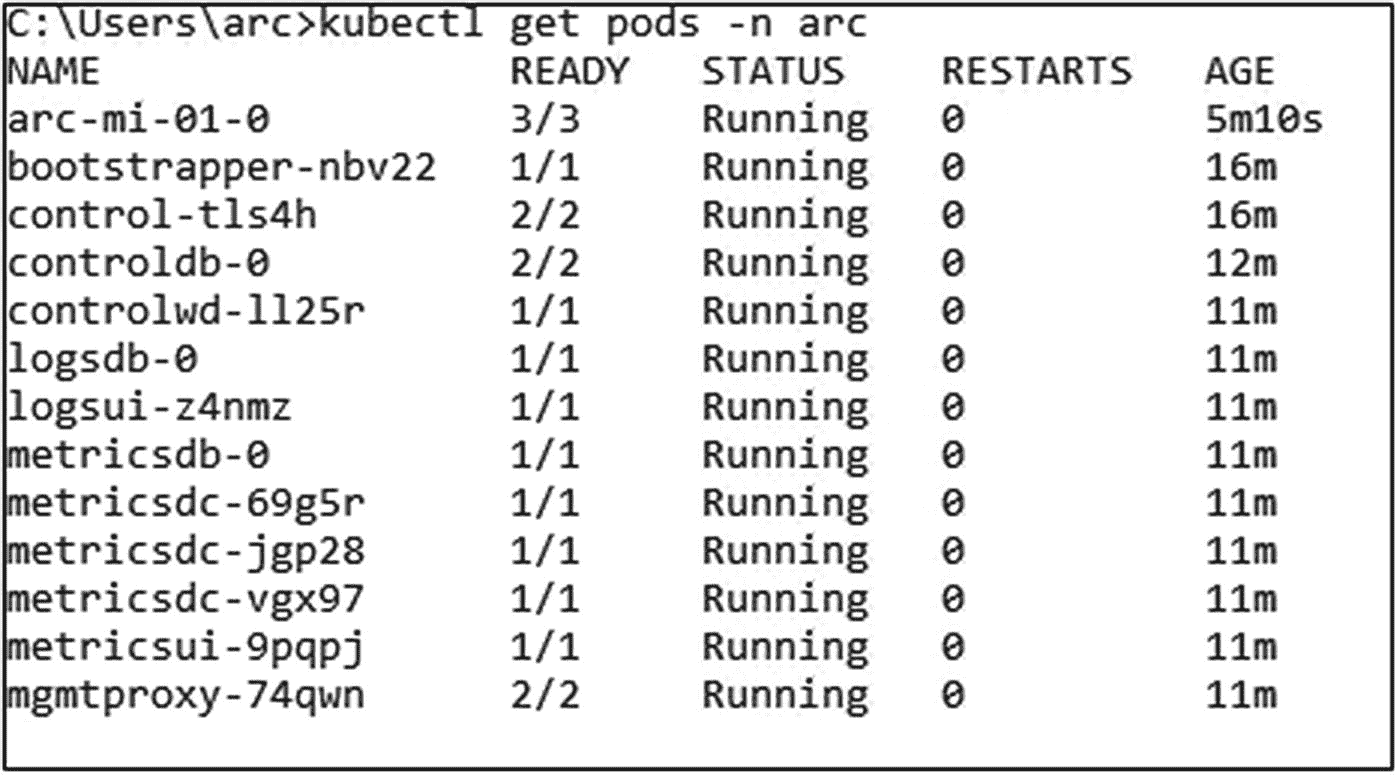 C:\Users\arc>kubectl get pods -n arc
NAME READY STATUS RESTARTS AGE
arc-mi-01-0 3/3 Running 0 5m10s
bootstrapper-nbv22 1/1 Running 0 16m
control-tls4h 2/2 Running 0 16m
controldb-0 2/2 Running 0 12m
controlwd-ll25r 1/1 Running 0 11m
logsdb-0 1/1 Running 0 11m
logsui-z4nmz 1/1 Running 0 11m
metricsdb-0 1/1 Running 0 11m
metricsdc-69g5r 1/1 Running 0 11m
metricsdc-jgp28 1/1 Running 0 11m
metricsdc-vgx97 1/1 Running 0 11m
metricsui-9pqpj 1/1 Running 0 11m
mgmtproxy-74qwn 2/2 Running 0 11m